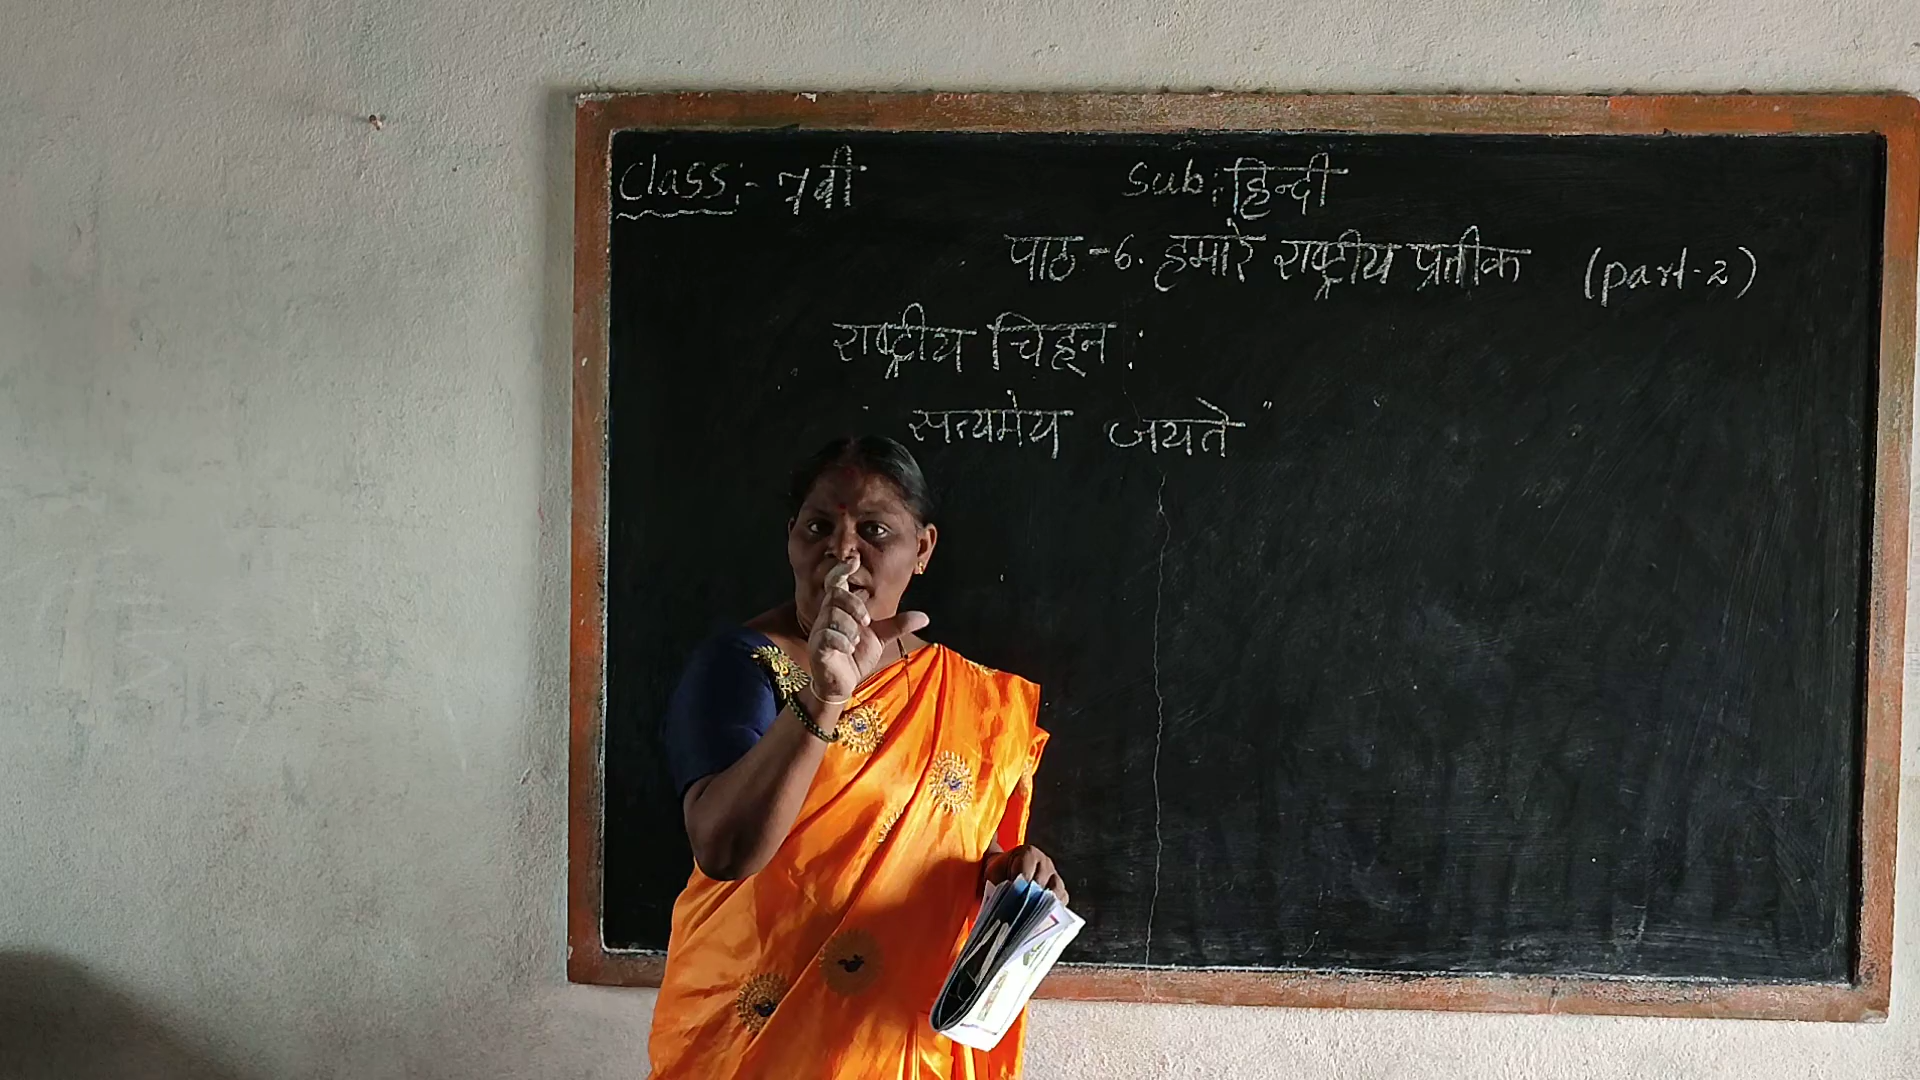 Class:- 7वी Sub:हिन्दी
पाठ-6. हमारे राष्ट्रीय प्रतीक (part-2)
राष्ट्रीय चिह्न :
सत्यमेय जयते"